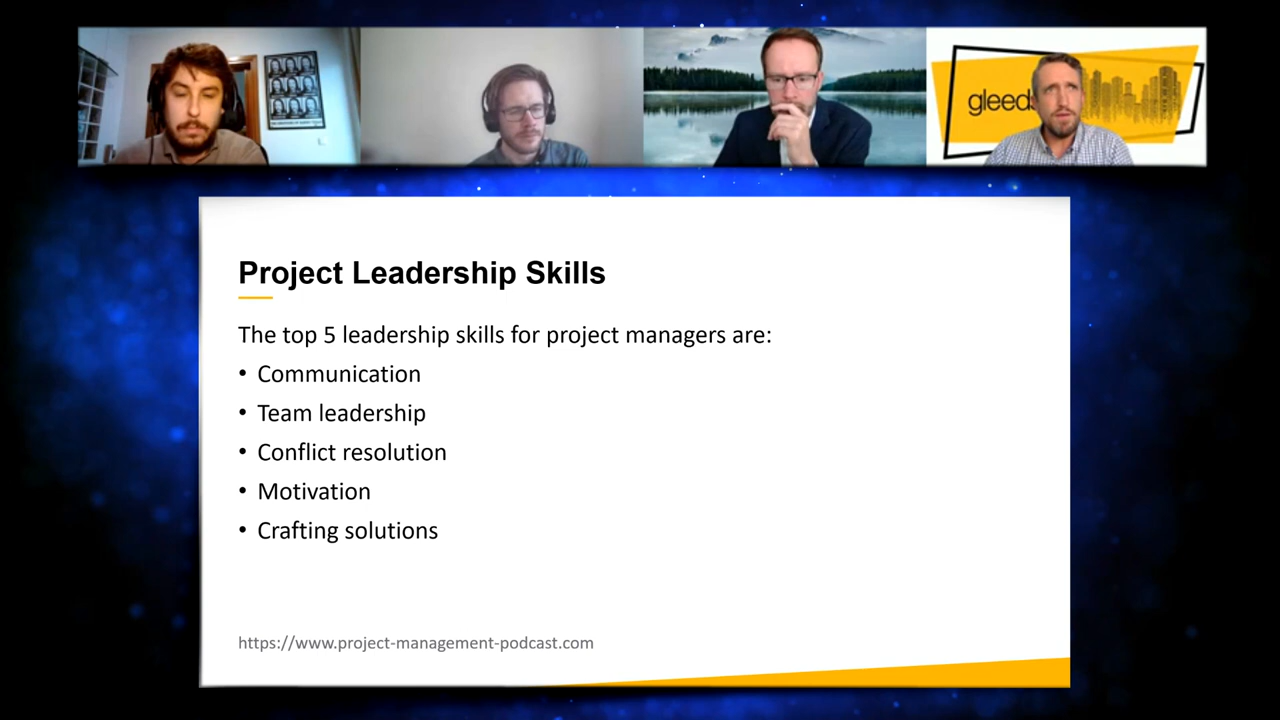 gleeds
Project Leadership Skills
The top 5 leadership skills for project managers are:
• Communication
• Team leadership
• Conflict resolution
• Motivation
• Crafting solutions
https://www.project-management-podcast.com